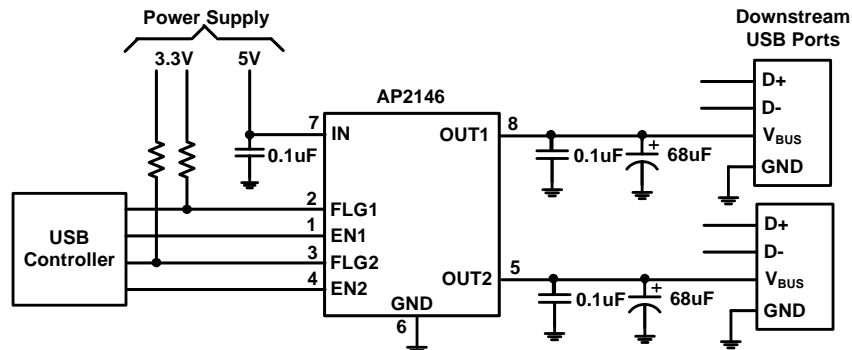 Power Supply
3.3V 5V
Downstream
USB Ports
AP2146
7 IN
0.1uF
OUT1 8
0.1uF
68uF
+
D+
D-
VBUS
GND
USB
Controller
2 FLG1
1 EN1
3 FLG2
4 EN2
GND
6
OUT2 5
0.1uF
68uF
+
D+
D-
VBUS
GND